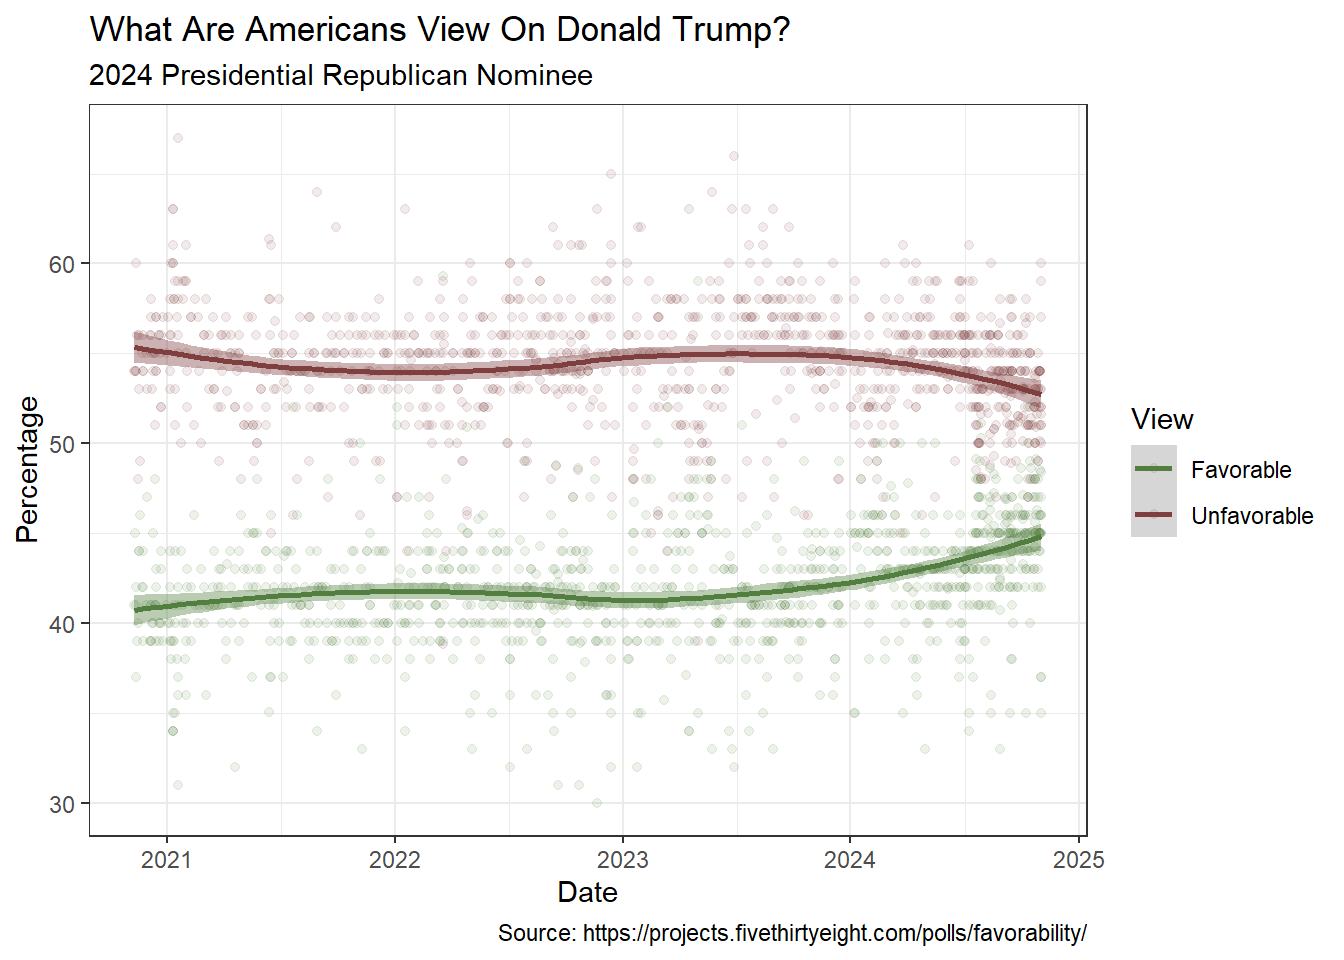 What Are Americans View On Donald Trump?
2024 Presidential Republican Nominee
Percentage
60
50
40
30
2021 2022 2023 2024 2025
Date
View
Favorable
Unfavorable
Source: https://projects.fivethirtyeight.com/polls/favorability/